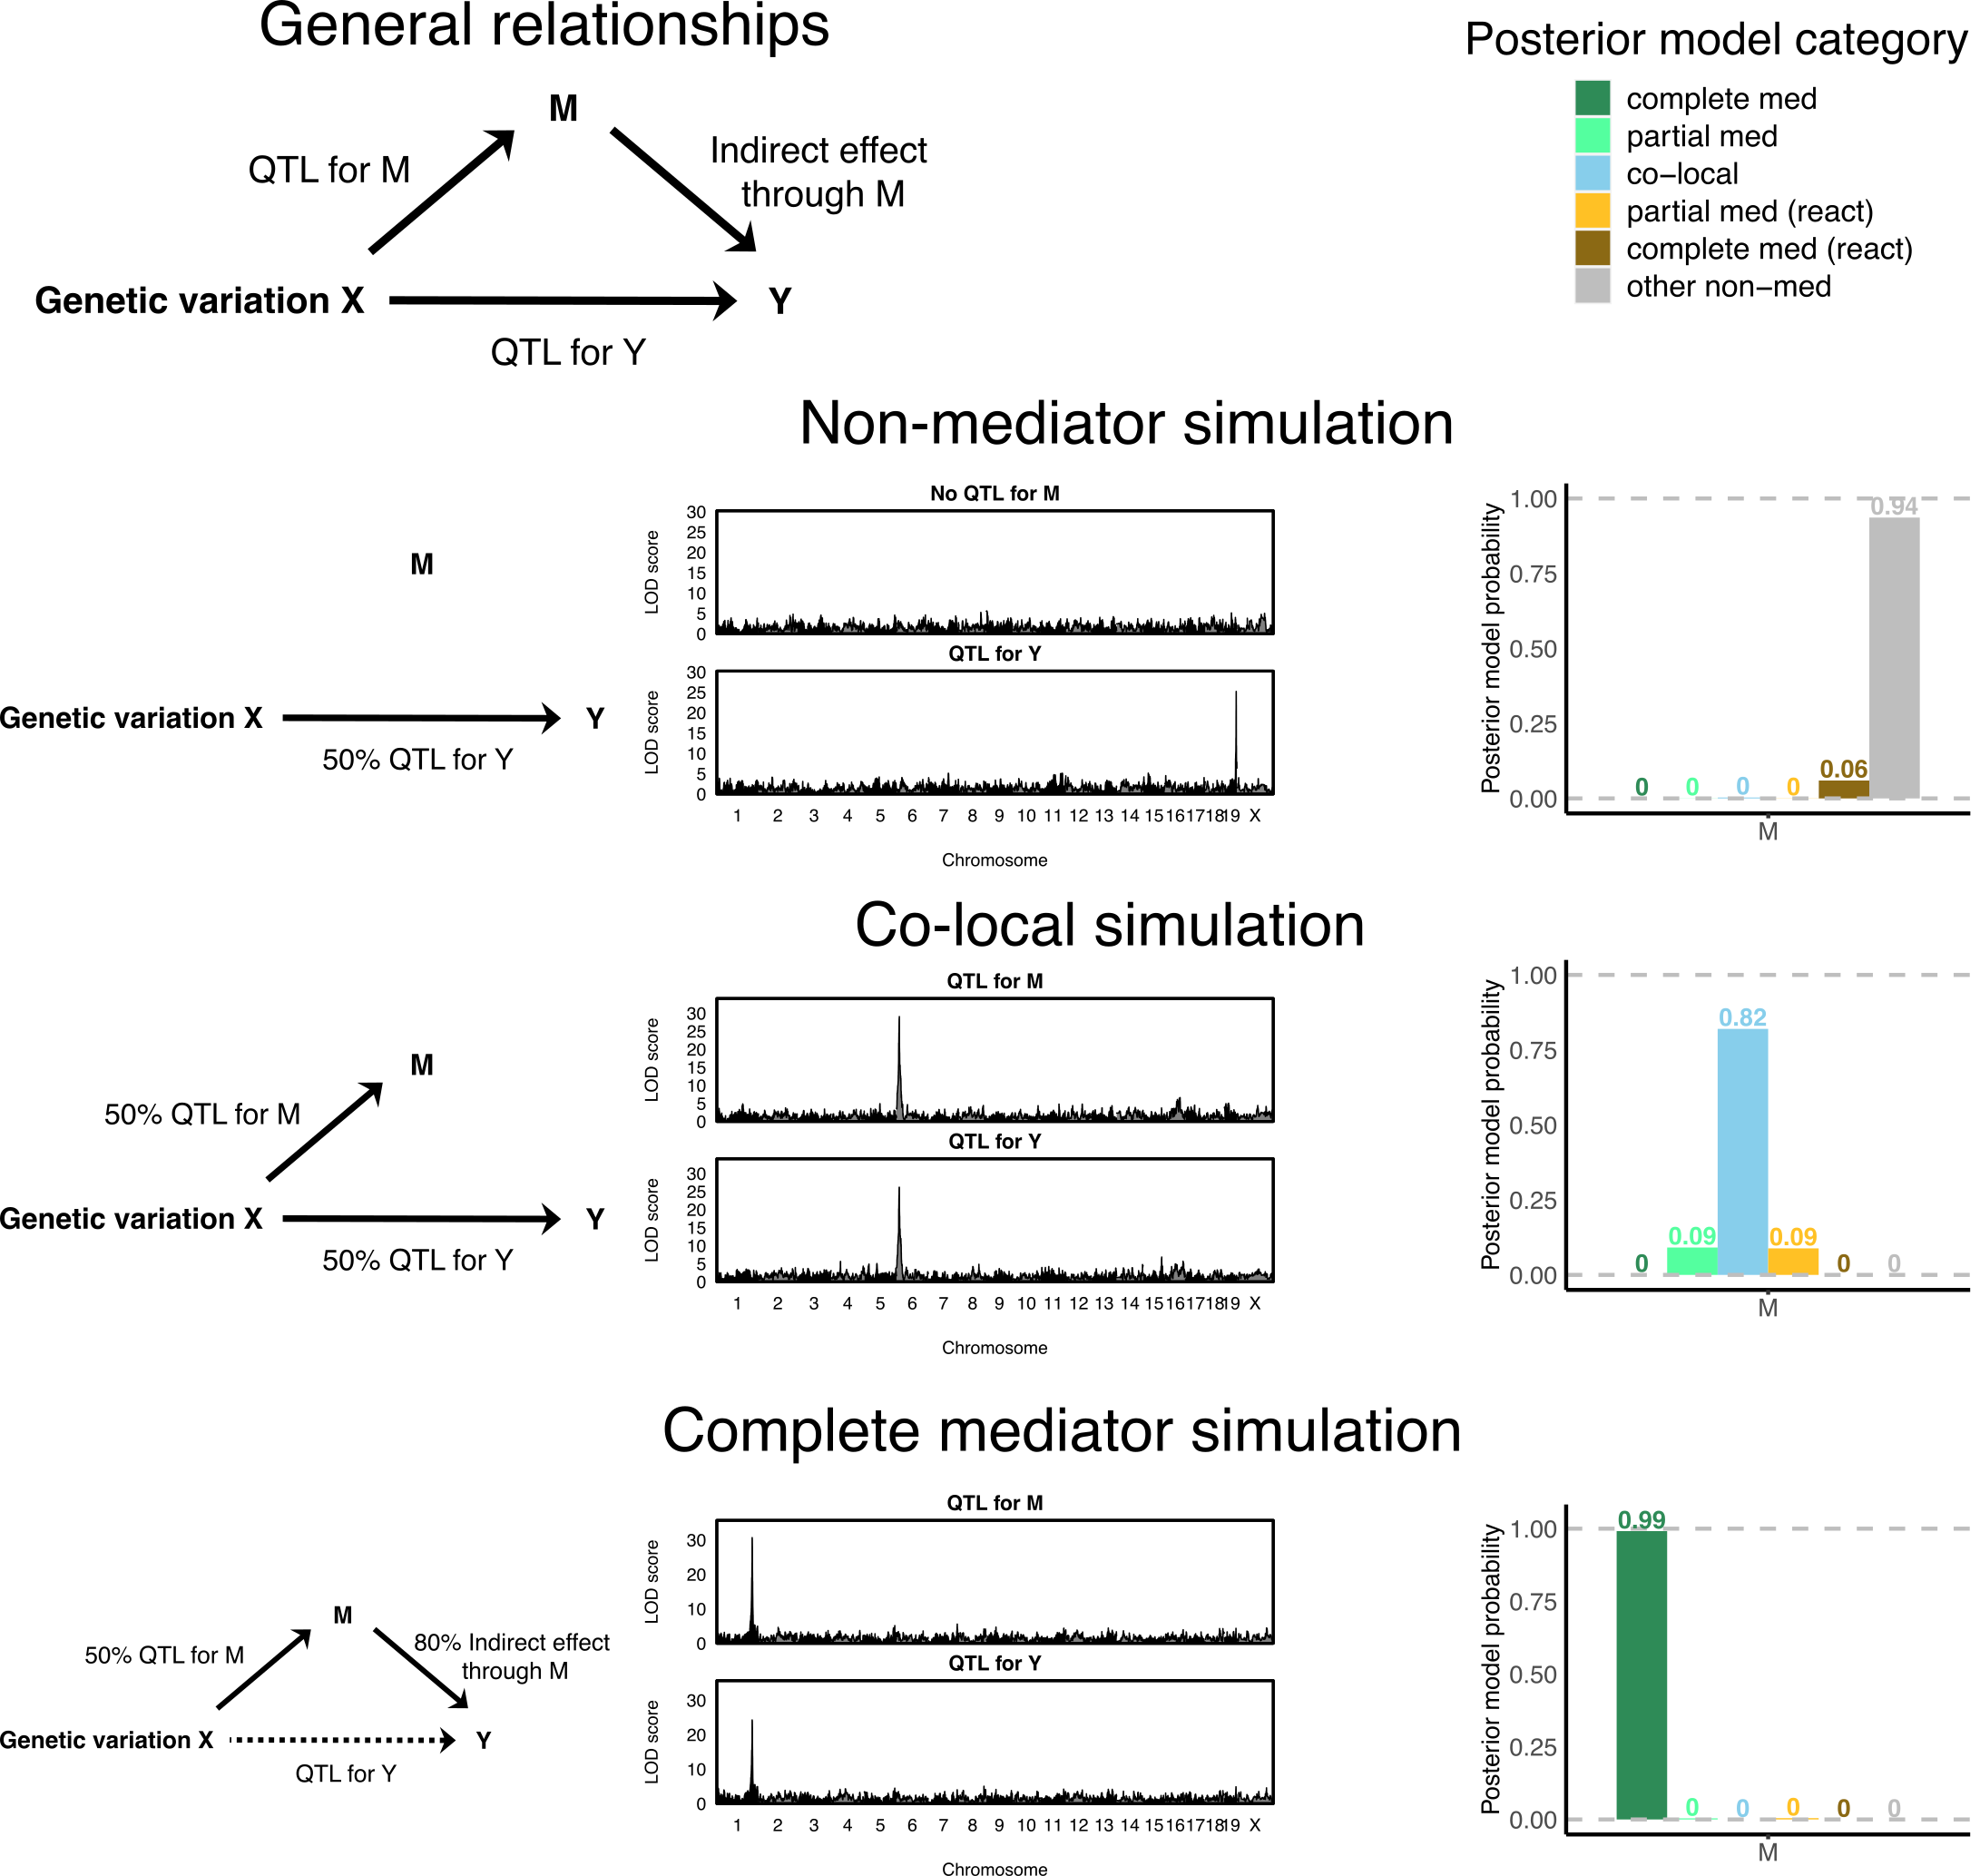 General relationships
M
QTL for M
Indirect effect
through M
Genetic variation X
Y
QTL for Y
Posterior model category
complete med
partial med
co−local
partial med (react)
complete med (react)
other non−med
Non-mediator simulation
M
Genetic variation X
Y
50% QTL for Y
No QTL for M
LOD score
30
25
20
15
10
5
0
QTL for Y
LOD score
30
25
20
15
10
5
0
1 2 3 4 5 6 7 8 9 10 11 12 13 14 15 16 17 18 19 X
Chromosome
Posterior model probability
1.00
0.75
0.50
0.25
0.00
0 0 0 0 0.06 0.94
M
Co-local simulation
M
50% QTL for M
Genetic variation X
Y
50% QTL for Y
QTL for M
LOD score
30
25
20
15
10
5
0
QTL for Y
LOD score
30
25
20
15
10
5
0
1 2 3 4 5 6 7 8 9 10 11 12 13 14 15 16 17 18 19 X
Chromosome
Posterior model probability
1.00
0.75
0.50
0.25
0.00
0 0.09 0.82 0.09 0 0
M
Complete mediator simulation
M
50% QTL for M
80% Indirect effect
through M
Genetic variation X
Y
QTL for Y
QTL for M
LOD score
30
20
10
0
QTL for Y
LOD score
30
20
10
0
1 2 3 4 5 6 7 8 9 10 11 12 13 14 15 16 17 18 19 X
Chromosome
Posterior model probability
1.00
0.75
0.50
0.25
0.00
0.99 0 0 0 0 0
M